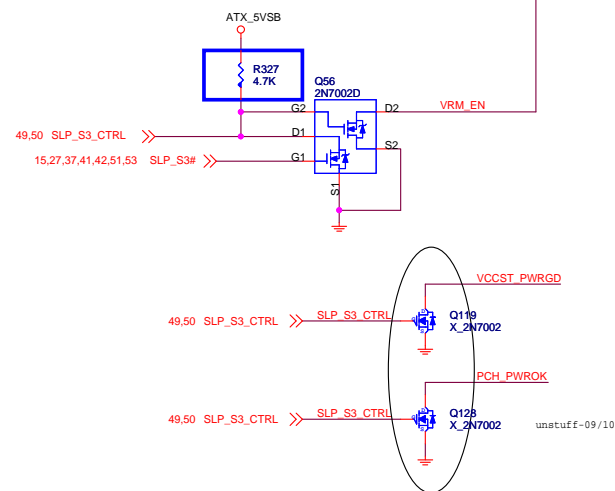 ATX_5VSB
R327
4.7K
Q56
2N7002D
G2
D2
VRM_EN
49,50 SLP_S3_CTRL
D1
S2
15,27,37,41,42,51,53 SLP_S3#
G1
S1
VCCST_PWRGD
49,50 SLP_S3_CTRL
SLP_S3_CTRL
D
G
S
Q119
X_2N7002
PCH_PWROK
49,50 SLP_S3_CTRL
SLP_S3_CTRL
D
G
S
Q128
X_2N7002
unstuff-09/10